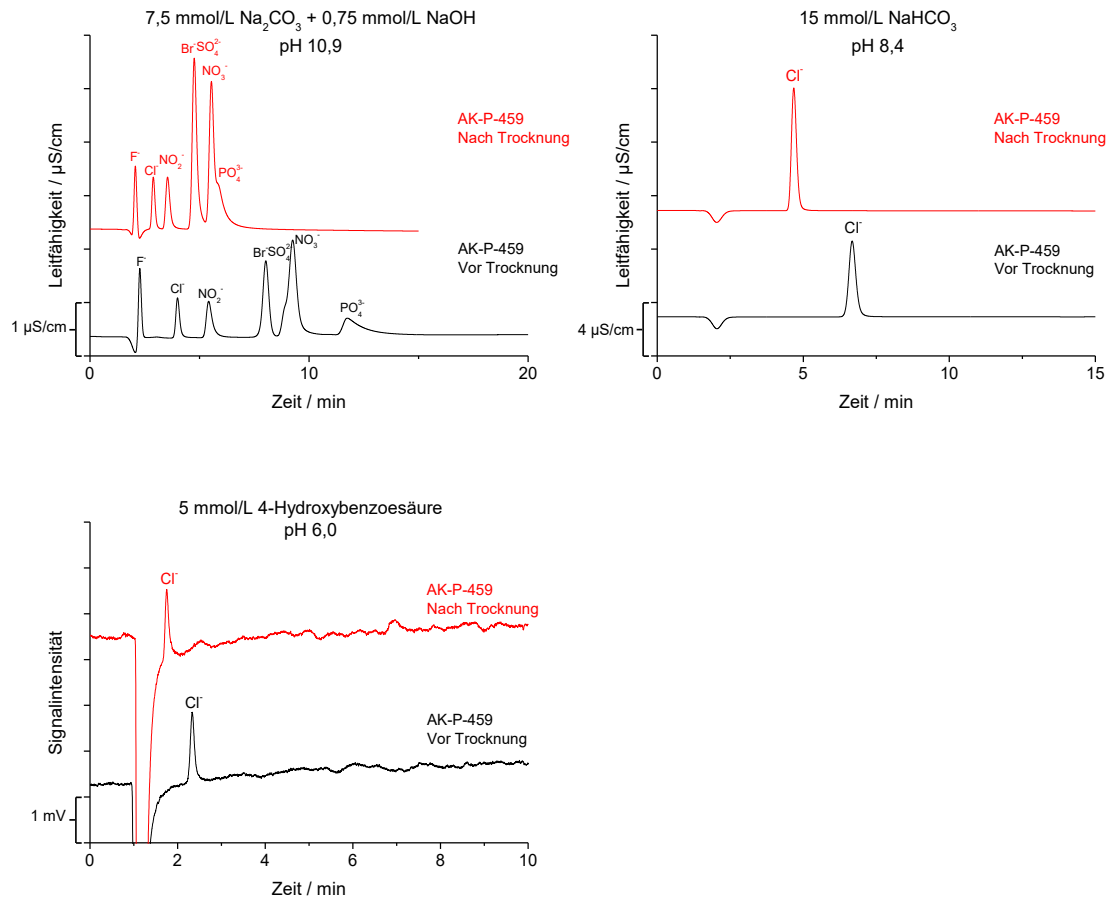 7,5 mmol/L Na₂CO₃ + 0,75 mmol/L NaOH
pH 10,9
Leitfähigkeit / µS/cm
1 µS/cm
F⁻
Cl⁻
NO₂⁻
Br⁻SO₄²⁻
NO₃⁻
PO₄³⁻
AK-P-459
Nach Trocknung
F⁻
Cl⁻
NO₂⁻
Br⁻SO₄²⁻
NO₃⁻
PO₄³⁻
AK-P-459
Vor Trocknung
0 10 20
Zeit / min
15 mmol/L NaHCO₃
pH 8,4
Leitfähigkeit / µS/cm
4 µS/cm
Cl⁻
AK-P-459
Nach Trocknung
Cl⁻
AK-P-459
Vor Trocknung
0 5 10 15
Zeit / min
5 mmol/L 4-Hydroxybenzoesäure
pH 6,0
Signalintensität
1 mV
Cl⁻
AK-P-459
Nach Trocknung
Cl⁻
AK-P-459
Vor Trocknung
0 2 4 6 8 10
Zeit / min